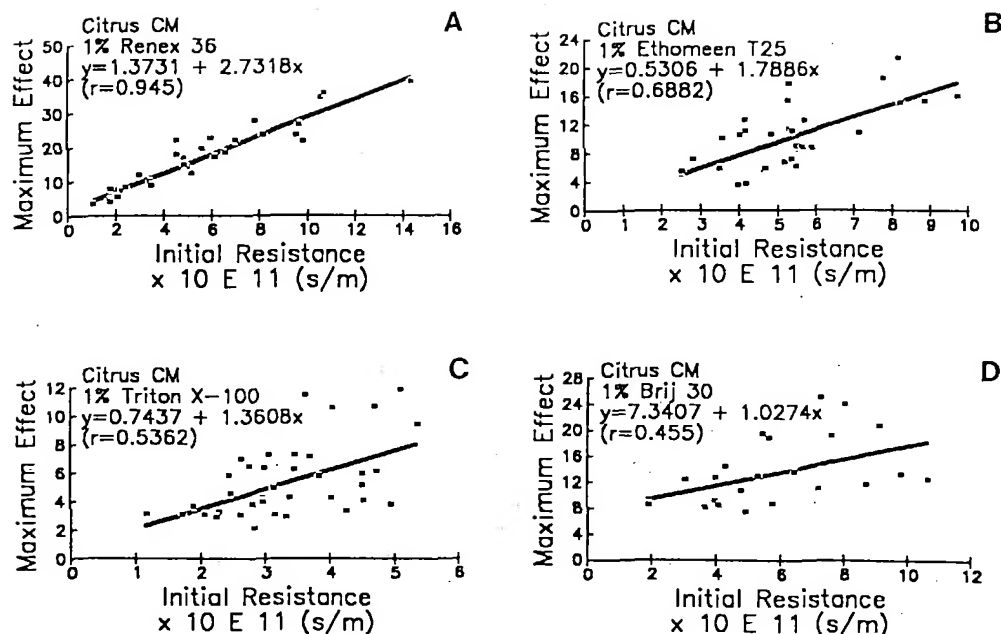 A
Citrus CM
1% Renex 36
y=1.3731 + 2.7318x
(r=0.945)
Maximum Effect
50
40
30
20
10
0
0 2 4 6 8 10 12 14 16
Initial Resistance
x 10 E 11 (s/m)
B
Citrus CM
1% Ethomeen T25
y=0.5306 + 1.7886x
(r=0.6882)
Maximum Effect
24
20
16
12
8
4
0
0 1 2 3 4 5 6 7 8 9 10
Initial Resistance
x 10 E 11 (s/m)
C
Citrus CM
1% Triton X-100
y=0.7437 + 1.3608x
(r=0.5362)
Maximum Effect
12
10
8
6
4
2
0
0 1 2 3 4 5 6
Initial Resistance
x 10 E 11 (s/m)
D
Citrus CM
1% Brij 30
y=7.3407 + 1.0274x
(r=0.455)
Maximum Effect
28
24
20
16
12
8
4
0
0 2 4 6 8 10 12
Initial Resistance
x 10 E 11 (s/m)